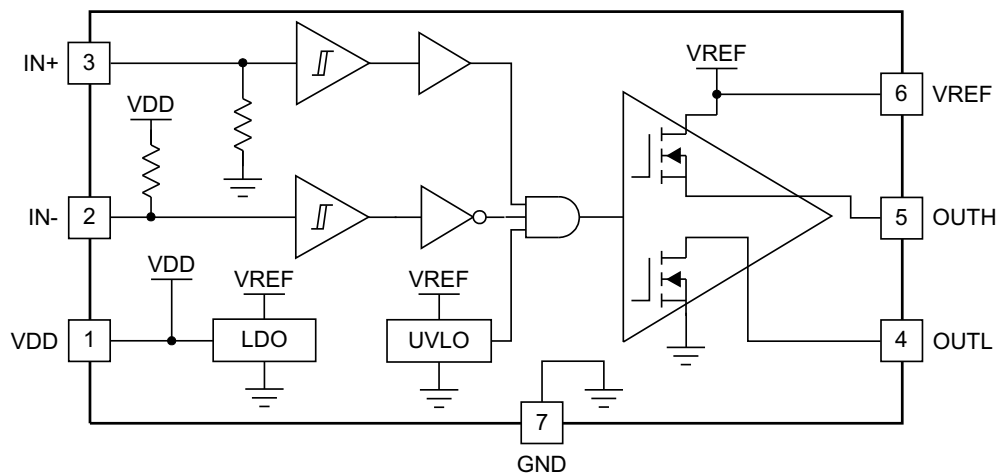 IN+ 3
VDD
VREF
6 VREF
IN- 2
5 OUTH
VDD
VREF
VREF
VDD 1
LDO
UVLO
4 OUTL
7
GND